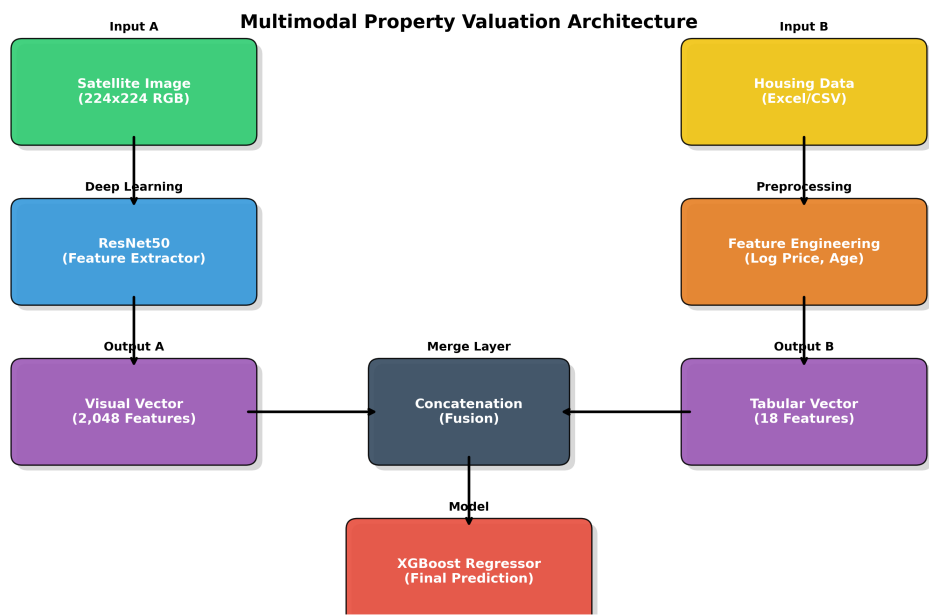 Multimodal Property Valuation Architecture
Input A
Input B
Satellite Image
(224x224 RGB)
Housing Data
(Excel/CSV)
Deep Learning
Preprocessing
ResNet50
(Feature Extractor)
Feature Engineering
(Log Price, Age)
Output A
Merge Layer
Output B
Visual Vector
(2,048 Features)
Concatenation
(Fusion)
Tabular Vector
(18 Features)
Model
XGBoost Regressor
(Final Prediction)